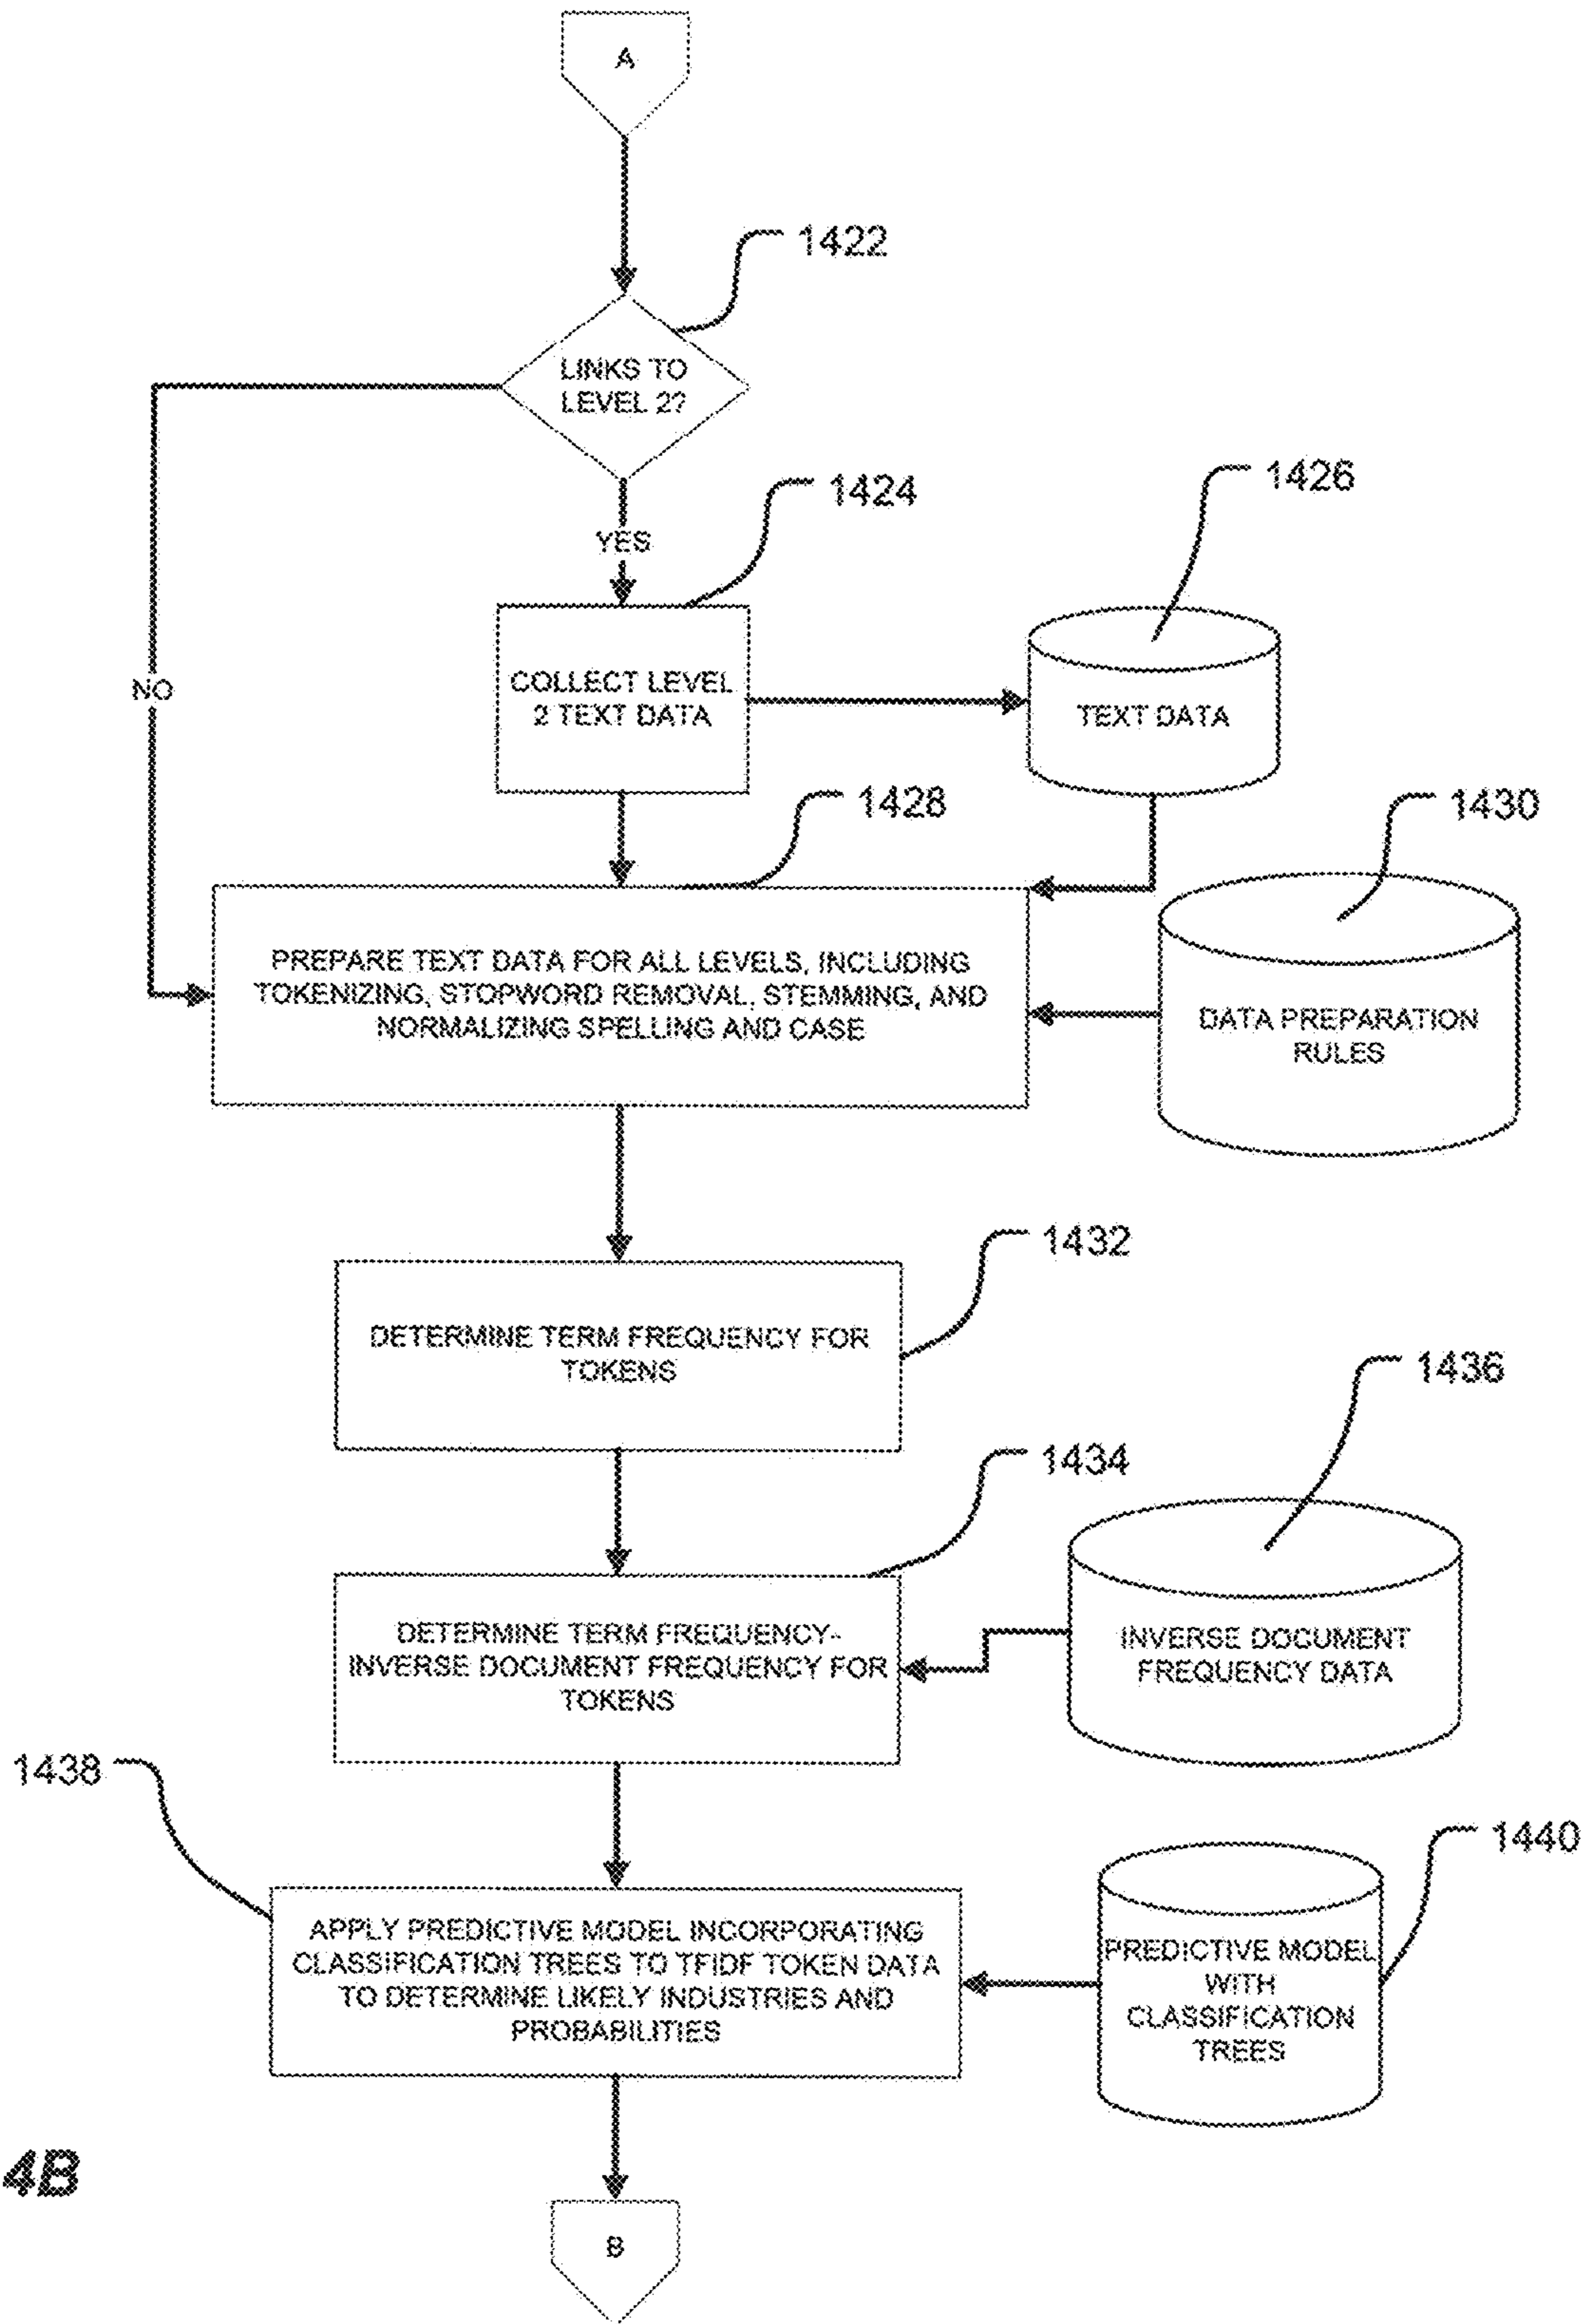 A
1422
LINKS TO
LEVEL 2?
1424
1426
YES
COLLECT LEVEL
2 TEXT DATA
TEXT DATA
NO
1428
1430
PREPARE TEXT DATA FOR ALL LEVELS, INCLUDING
TOKENIZING, STOPWORD REMOVAL, STEMMING, AND
NORMALIZING SPELLING AND CASE
DATA PREPARATION
RULES
1432
DETERMINE TERM FREQUENCY FOR
TOKENS
1436
1434
DETERMINE TERM FREQUENCY-
INVERSE DOCUMENT FREQUENCY FOR
TOKENS
INVERSE DOCUMENT
FREQUENCY DATA
1438
1440
APPLY PREDICTIVE MODEL INCORPORATING
CLASSIFICATION TREES TO TFIDF TOKEN DATA
TO DETERMINE LIKELY INDUSTRIES AND
PROBABILITIES
PREDICTIVE MODEL
WITH
CLASSIFICATION
TREES
4B
B